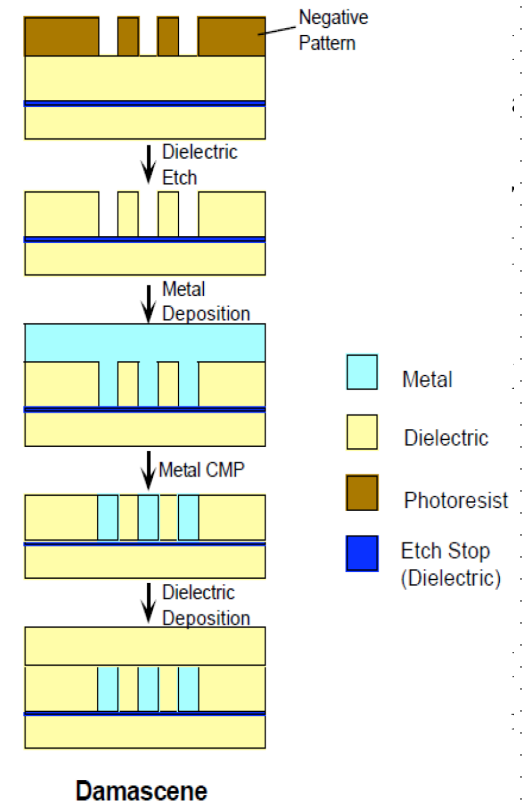 Negative
Pattern
Dielectric
Etch
Metal
Deposition
Metal
Dielectric
Metal CMP
Photoresist
Etch Stop
(Dielectric)
Dielectric
Deposition
Damascene